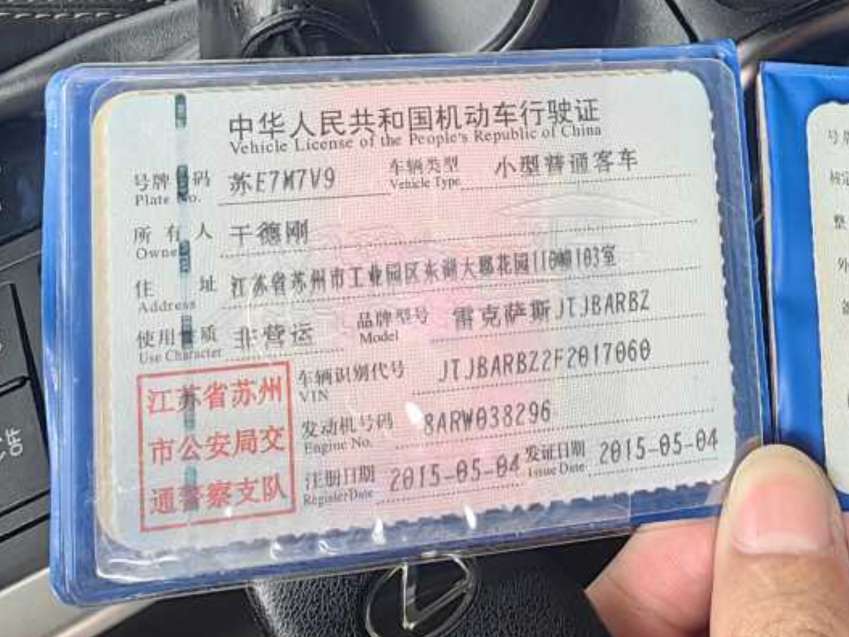 中华人民共和国机动车行驶证
Vehicle License of the People's Republic of China
号牌号码 苏E7M7V9 车辆类型 小型普通客车
Plate No. Vehicle Type
所有人 干德刚
Owner
住址 江苏省苏州市工业园区东湖大郡花园110幢103室
Address
使用性质 非营运 品牌型号 雷克萨斯JTJBARBZ
Use Character Model
江苏省苏州
市公安局交
通警察支队
车辆识别代号 JTJBARBZ2F2017060
VIN
发动机号码 8ARW038296
Engine No.
注册日期 2015-05-04 发证日期 2015-05-04
Register Date Issue Date
号牌
核定
整
外